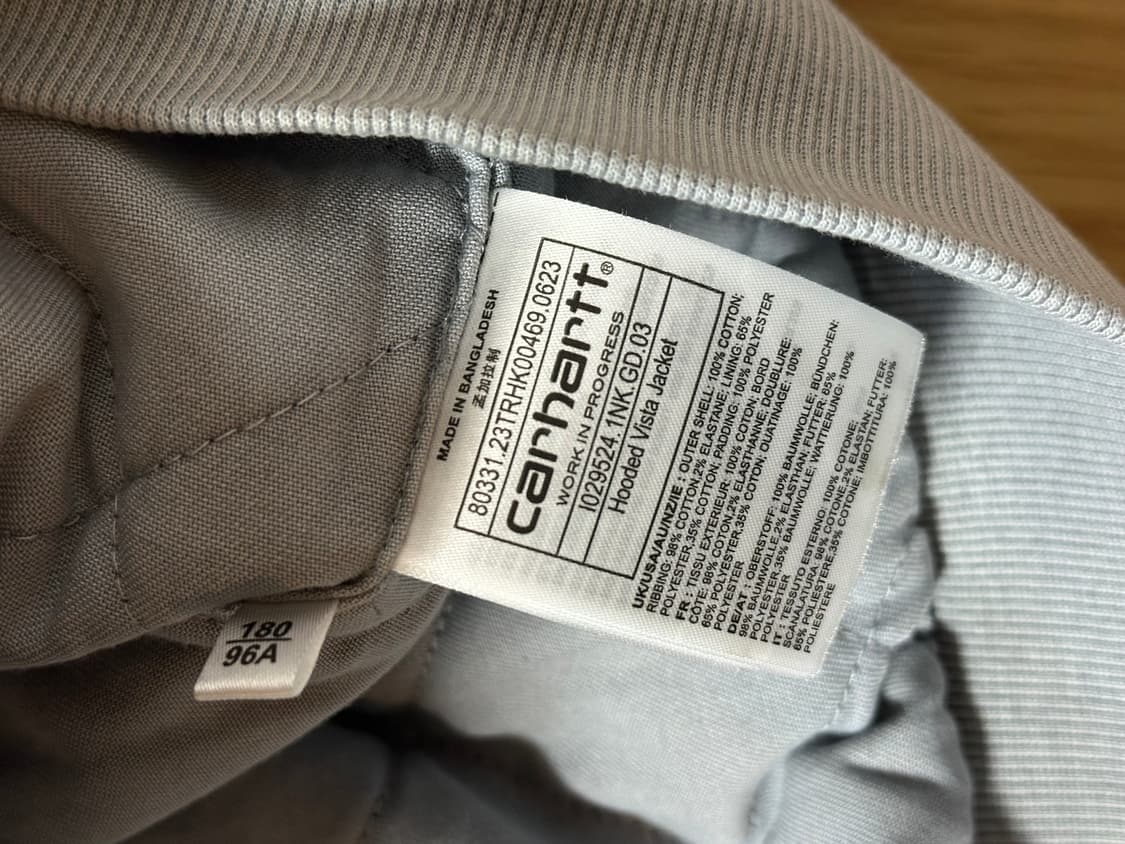 MADE IN BANGLADESH
孟加拉制
80331.23TRHK00469.0623
carhartt®
WORK IN PROGRESS
I029524.1NK.GD.03
Hooded Vista Jacket
UK/USA/AU/NZ/IE : OUTER SHELL: 100% COTTON;
RIBBING: 98% COTTON,2% ELASTANE; LINING: 65%
POLYESTER,35% COTTON; PADDING: 100% POLYESTER
FR : TISSU EXTERIEUR: 100% COTON; BORD
CÔTE: 98% COTON,2% ELASTHANNE; DOUBLURE:
65% POLYESTER,35% COTON; OUATINAGE: 100%
POLYESTER
DE/AT : OBERSTOFF: 100% BAUMWOLLE; BÜNDCHEN:
98% BAUMWOLLE,2% ELASTHAN; FUTTER: 65%
POLYESTER,35% BAUMWOLLE; WATTIERUNG: 100%
POLYESTER
IT : TESSUTO ESTERNO: 100% COTONE;
SCANALATURA: 98% COTONE,2% ELASTAN; FUTTER:
65% POLIESTERE,35% COTONE; IMBOTTITURA: 100%
POLIESTERE
180
96A